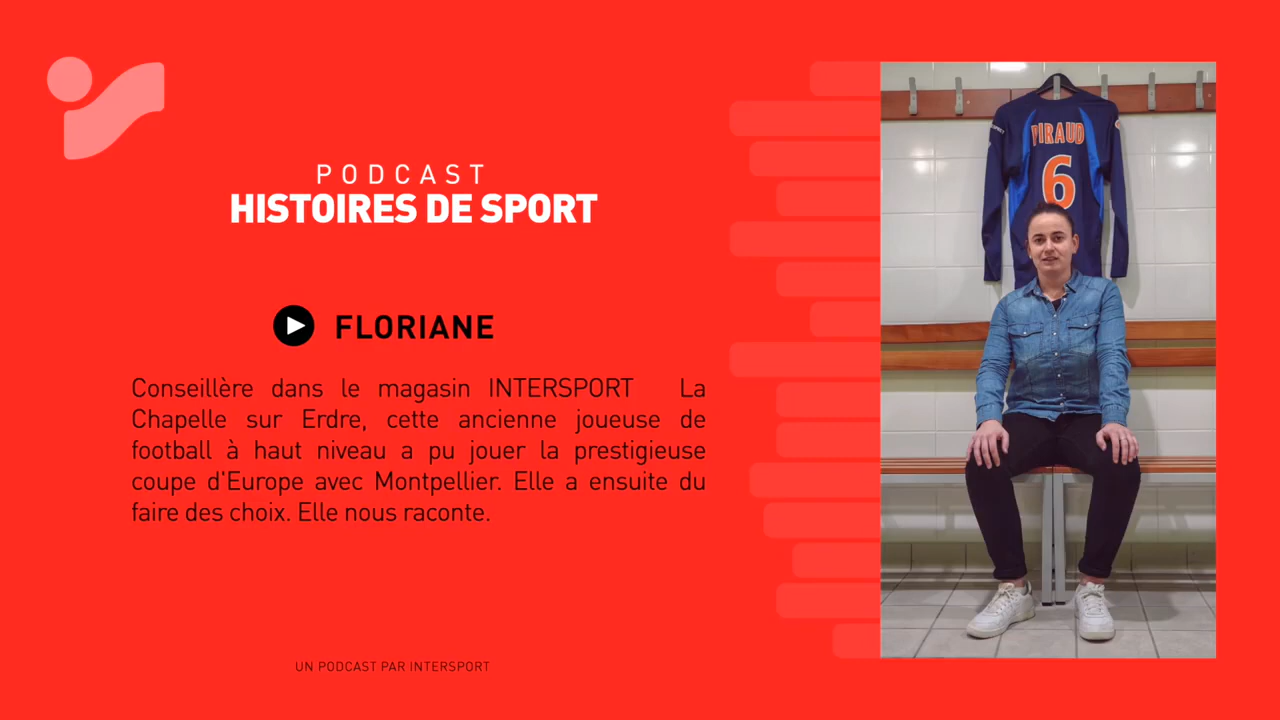 PODCAST
HISTOIRES DE SPORT
FLORIANE
Conseillère dans le magasin INTERSPORT La
Chapelle sur Erdre, cette ancienne joueuse de
football à haut niveau a pu jouer la prestigieuse
coupe d'Europe avec Montpellier. Elle a ensuite du
faire des choix. Elle nous raconte.
UN PODCAST PAR INTERSPORT
PIRAUD
6